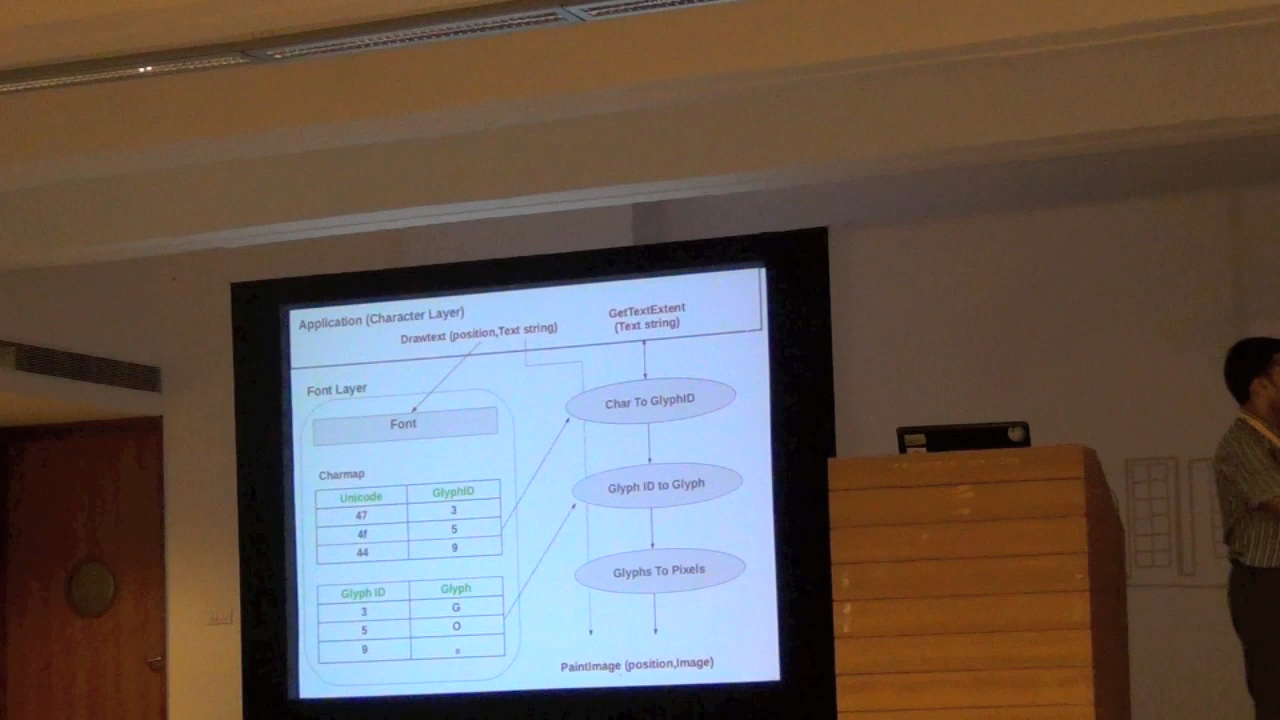 Application (Character Layer)
GetTextExtent
(Text string)
Drawtext (position,Text string)
Font Layer
Font
Char To GlyphID
Charmap
Unicode GlyphID
47 3
4f 5
44 9
Glyph ID to Glyph
Glyph ID Glyph
3 G
5 O
9
Glyphs To Pixels
PaintImage (position,Image)